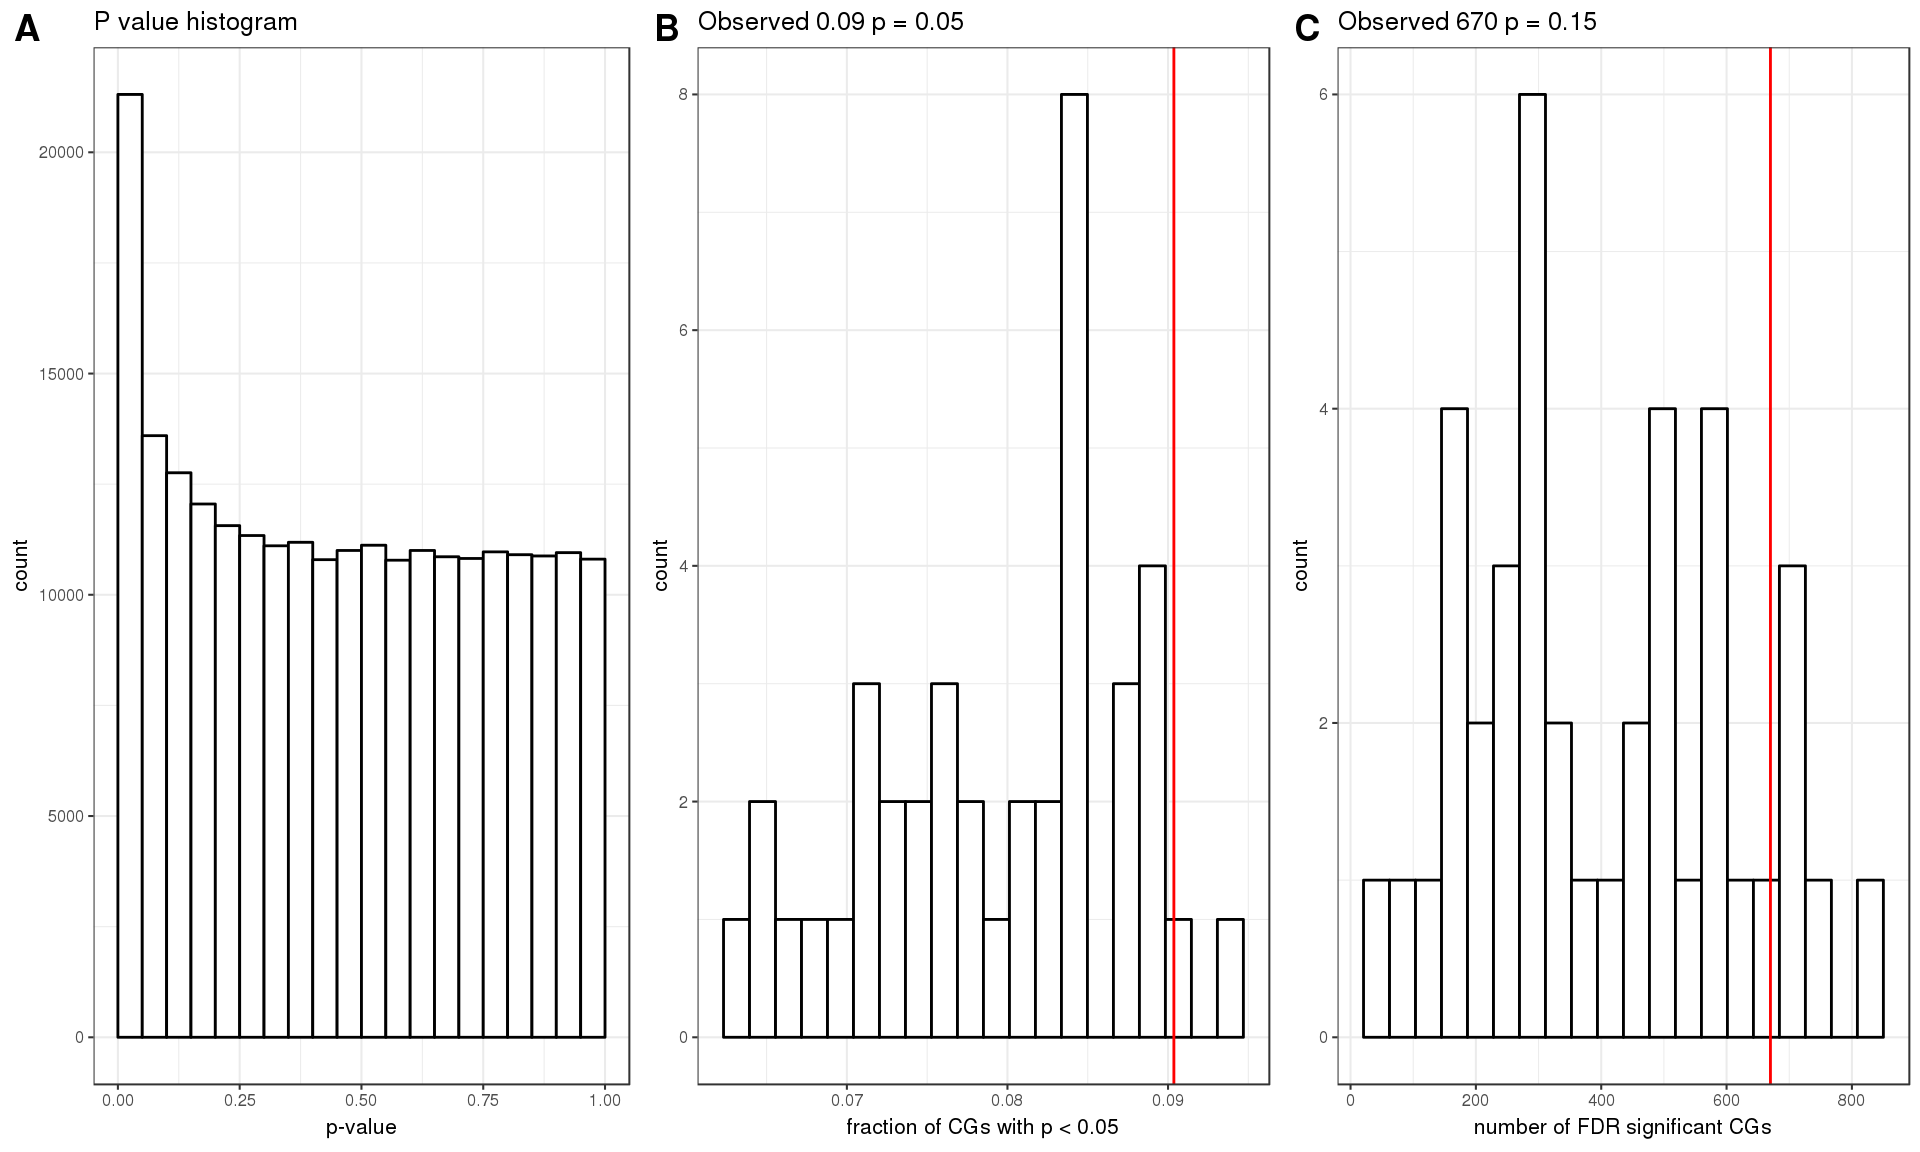 A P value histogram
count
20000
15000
10000
5000
0
0.00 0.25 0.50 0.75 1.00
p-value
B Observed 0.09 p = 0.05
count
8
6
4
2
0
0.07 0.08 0.09
fraction of CGs with p < 0.05
C Observed 670 p = 0.15
count
6
4
2
0
0 200 400 600 800
number of FDR significant CGs